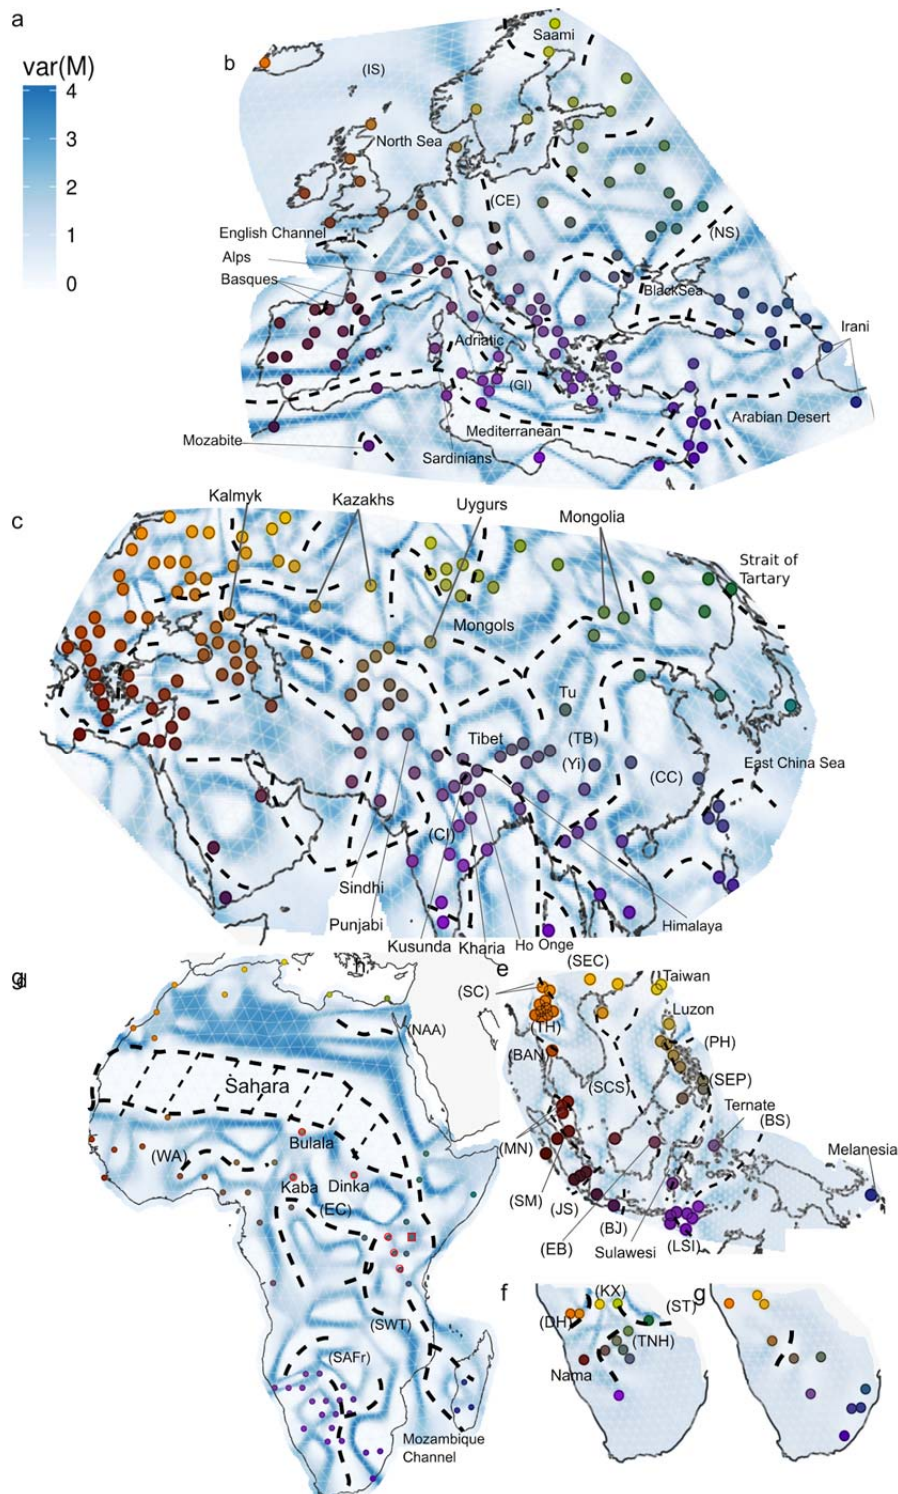 a
var(M)
4
3
2
1
0
b
Saami
(IS)
North Sea
(CE)
English Channel
(NS)
Alps
Basques
BlackSea
Irani
Adriatic
(GI)
Arabian Desert
Mediterranean
Mozabite
Sardinians
c
Kalmyk
Kazakhs
Uygurs
Mongolia
Strait of
Tartary
Mongols
Tu
Tibet
(TB)
(Yi)
(CC)
East China Sea
(CI)
Sindhi
Punjabi
Kusunda
Kharia
Ho
Onge
Himalaya
h
e
(SEC)
(SC)
Taiwan
(NAA)
Luzon
(TH)
(PH)
(BAN)
Sahara
(SCS)
(SEP)
Ternate
Bulala
(BS)
(WA)
(MN)
Melanesia
Kaba
Dinka
(SM)
(EC)
(JS)
(BJ)
(EB)
(LSI)
Sulawesi
f
(KX)
g
(ST)
(DH)
(SWT)
(TNH)
(SAFr)
Nama
Mozambique
Channel